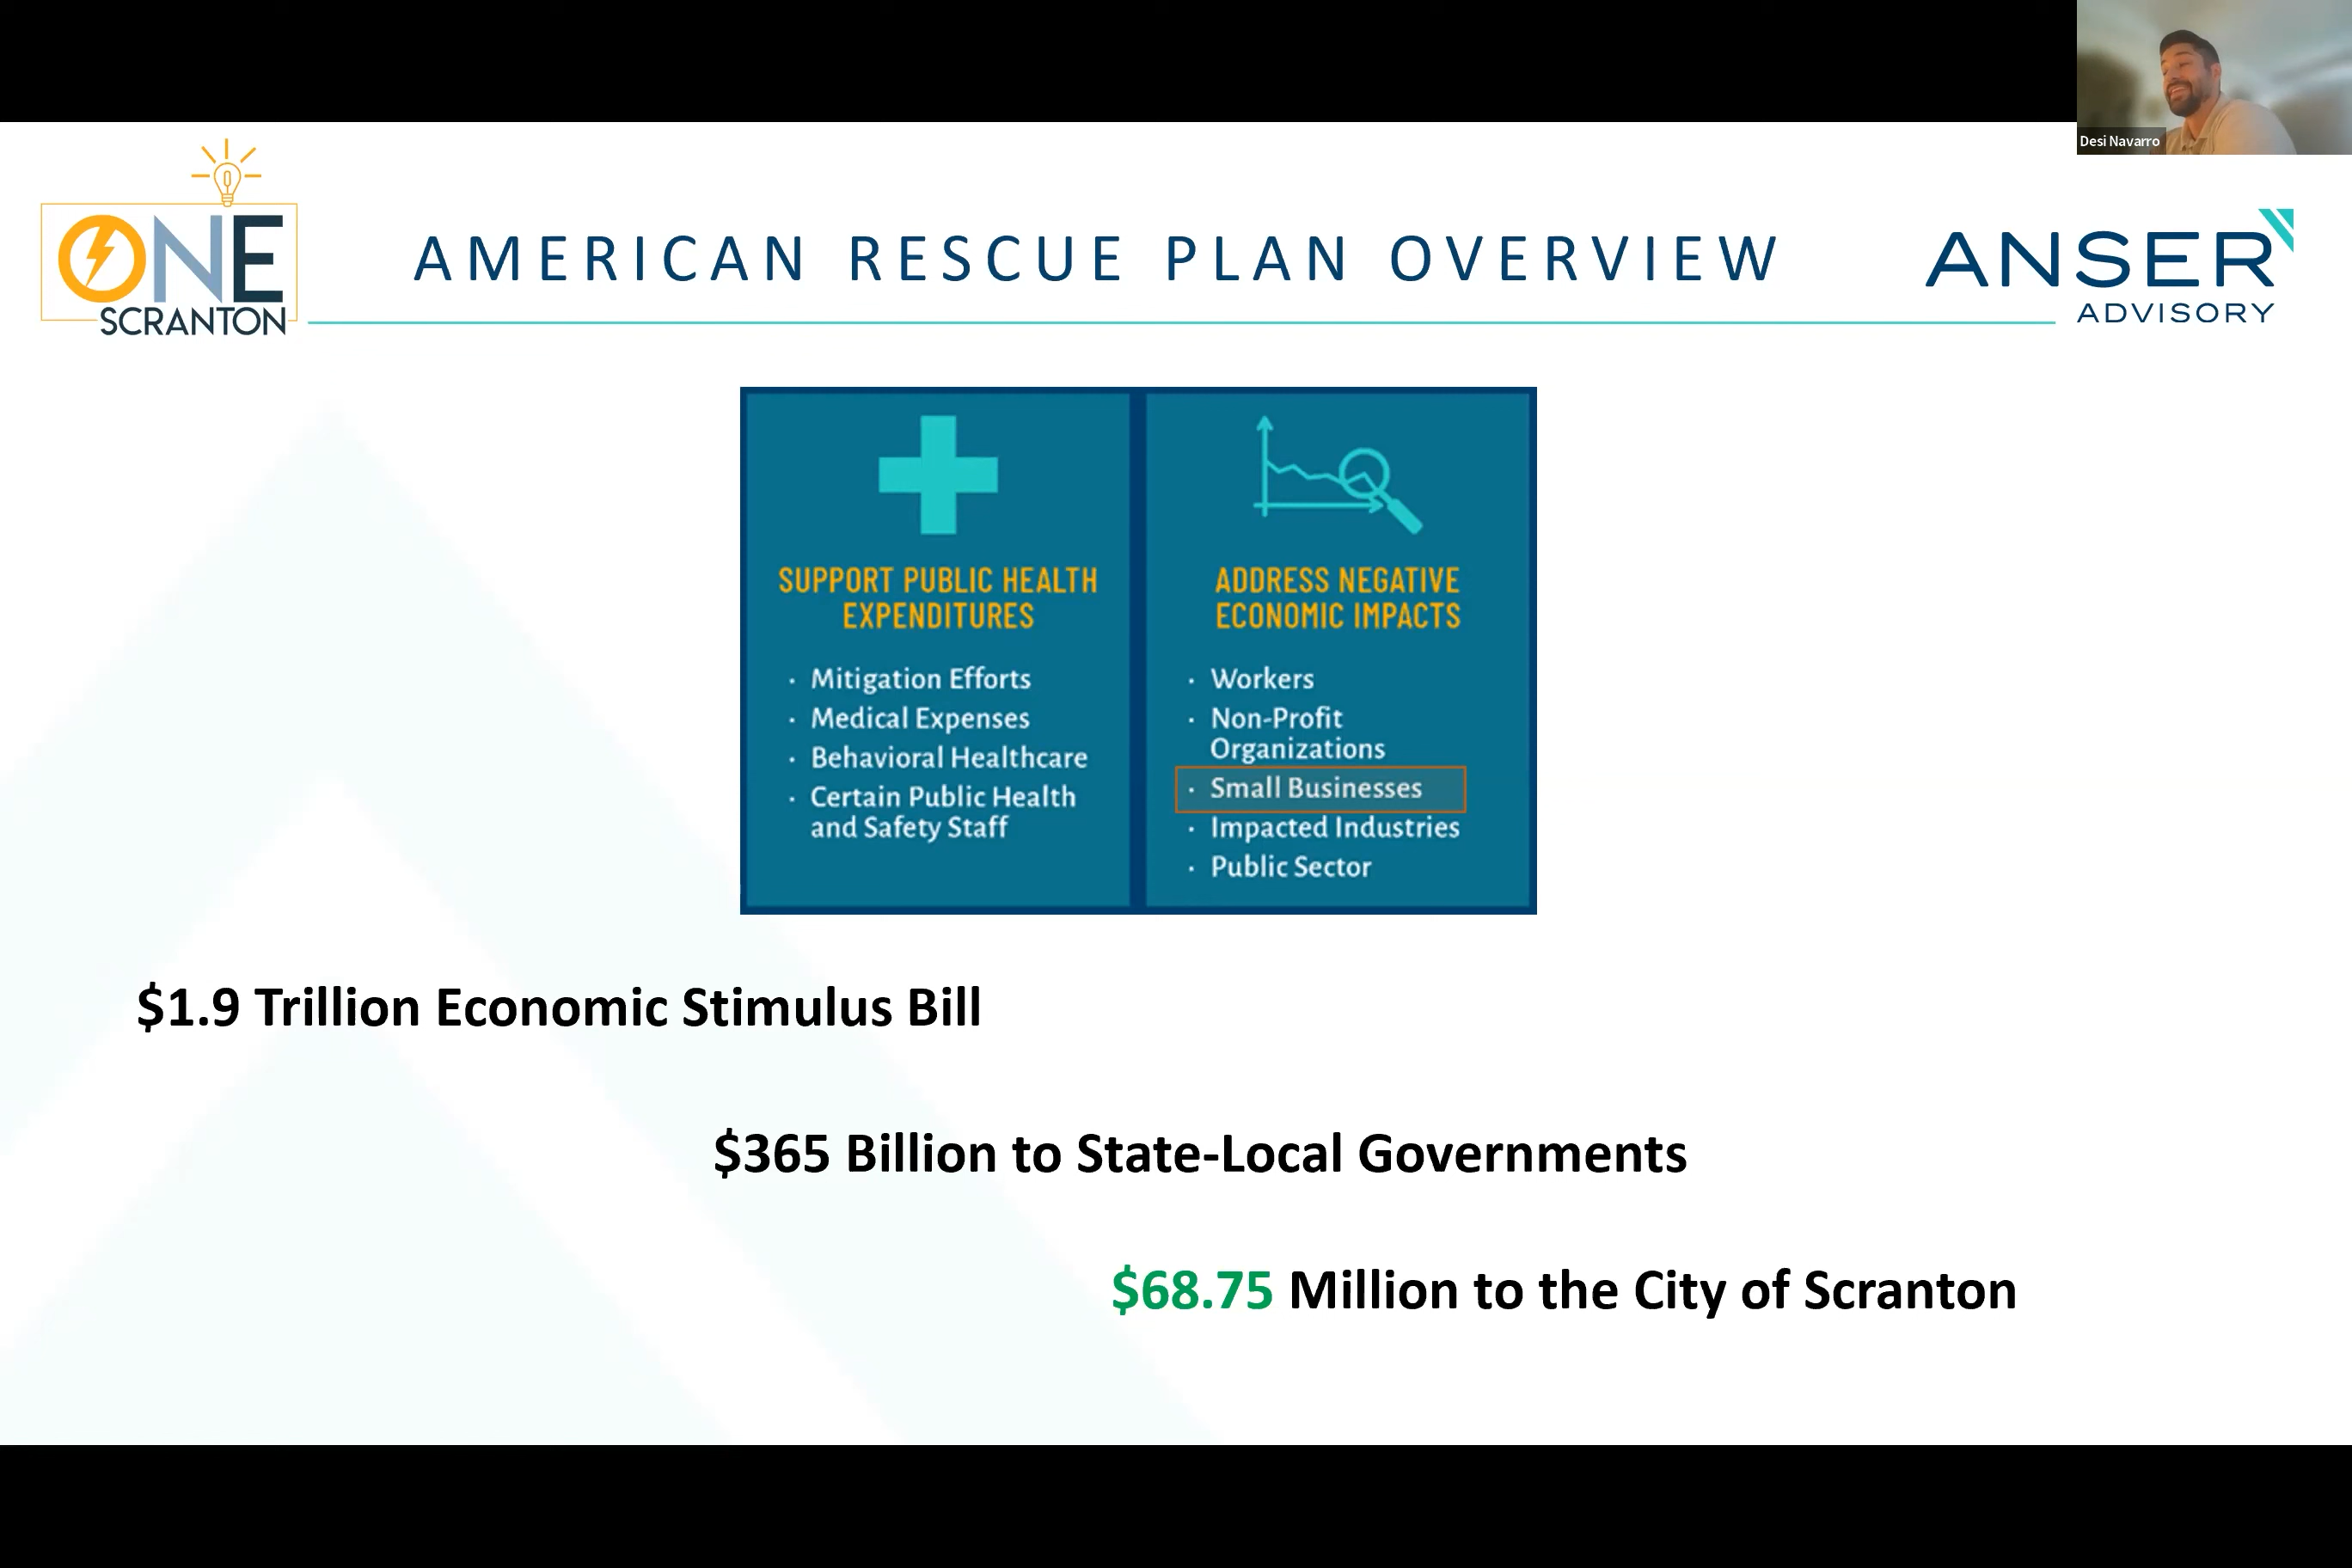 Desi Navarro
ONE
SCRANTON
AMERICAN RESCUE PLAN OVERVIEW
ANSER
ADVISORY
SUPPORT PUBLIC HEALTH
EXPENDITURES
· Mitigation Efforts
· Medical Expenses
· Behavioral Healthcare
· Certain Public Health
and Safety Staff
ADDRESS NEGATIVE
ECONOMIC IMPACTS
· Workers
· Non-Profit
Organizations
· Small Businesses
· Impacted Industries
· Public Sector
$1.9 Trillion Economic Stimulus Bill
$365 Billion to State-Local Governments
$68.75 Million to the City of Scranton